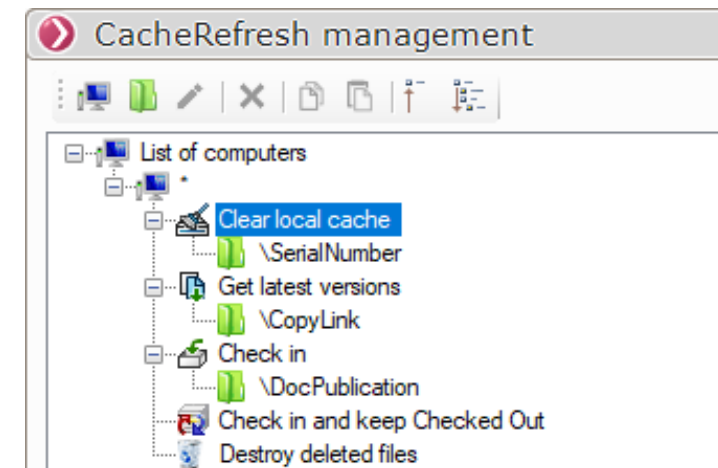 CacheRefresh management
List of computers
*
Clear local cache
\SerialNumber
Get latest versions
\CopyLink
Check in
\DocPublication
Check in and keep Checked Out
Destroy deleted files